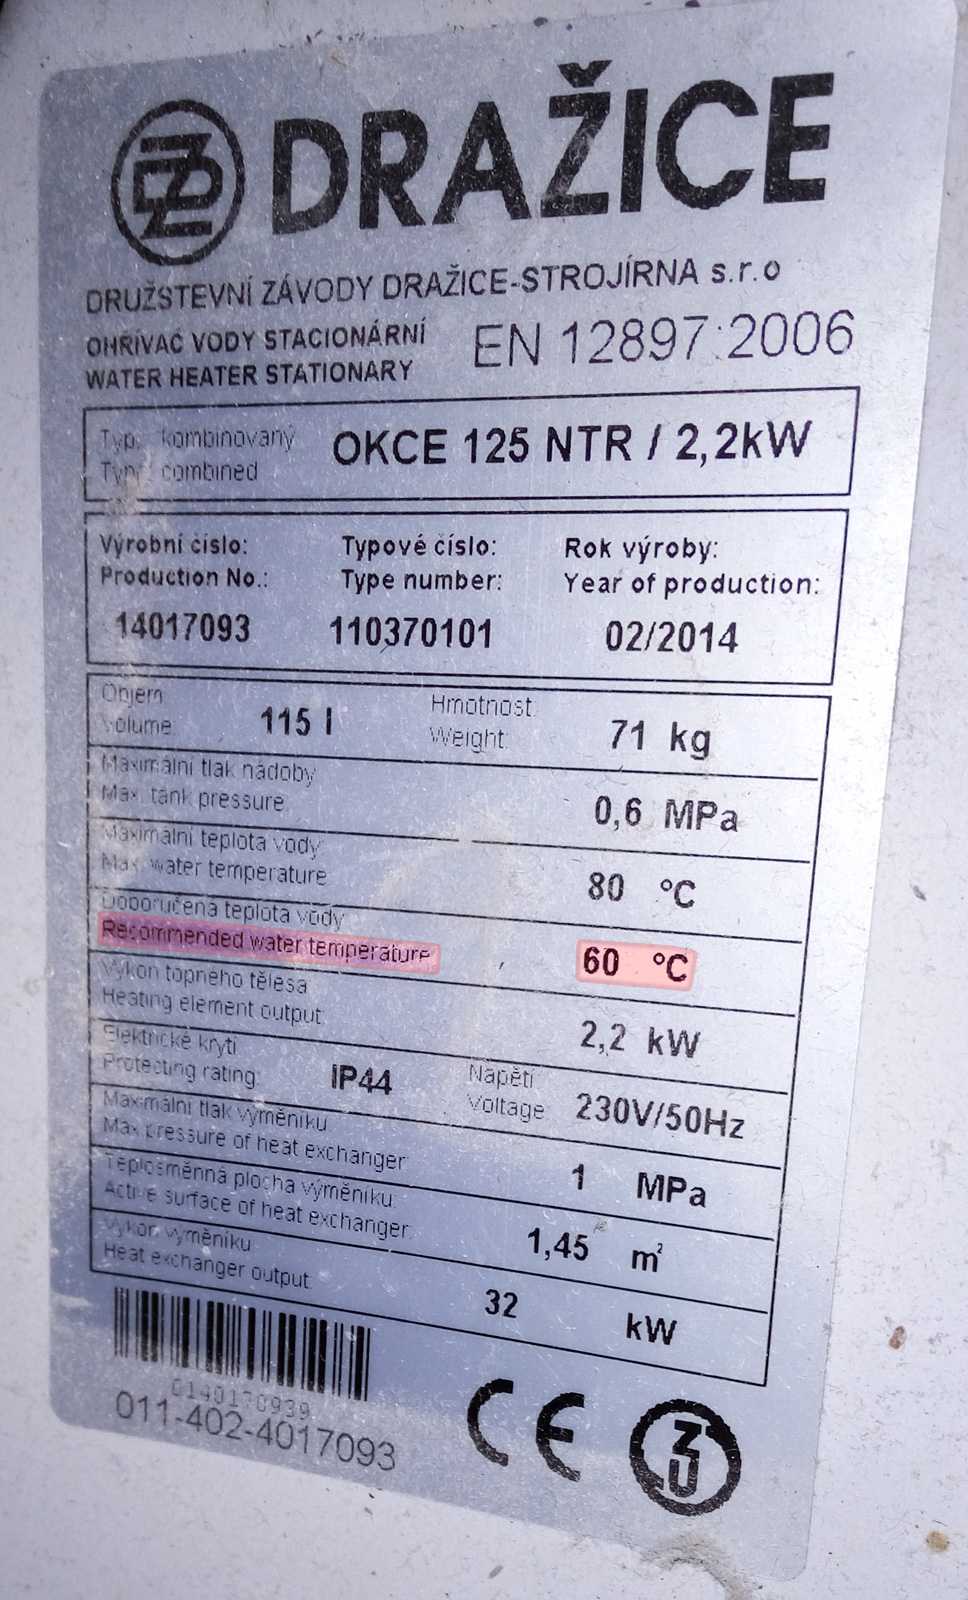 DRAŽICE
DRUŽSTEVNÍ ZÁVODY DRAŽICE-STROJÍRNA s.r.o
OHŘÍVAČ VODY STACIONÁRNÍ
WATER HEATER STATIONARY
EN 12897:2006
Typ: kombinovaný
Type: combined
OKCE 125 NTR / 2,2kW
Výrobní číslo: Typové číslo: Rok výroby:
Production No.: Type number: Year of production:
14017093 110370101 02/2014
Objem Hmotnost:
Volume: 115 l Weight: 71 kg
Maximální tlak nádoby
Max. tank pressure 0,6 MPa
Maximální teplota vody
Max. water temperature 80 °C
Doporučená teplota vody
Recommended water temperature 60 °C
Výkon topného tělesa
Heating element output: 2,2 kW
Elektrické krytí Napětí
Protecting rating: IP44 Voltage: 230V/50Hz
Maximální tlak výměníku
Max pressure of heat exchanger: 1 MPa
Teplosměnná plocha výměníku:
Active surface of heat exchanger: 1,45 m²
Výkon výměníku
Heat exchanger output: 32 kW
0140170939
011-402-4017093
CE